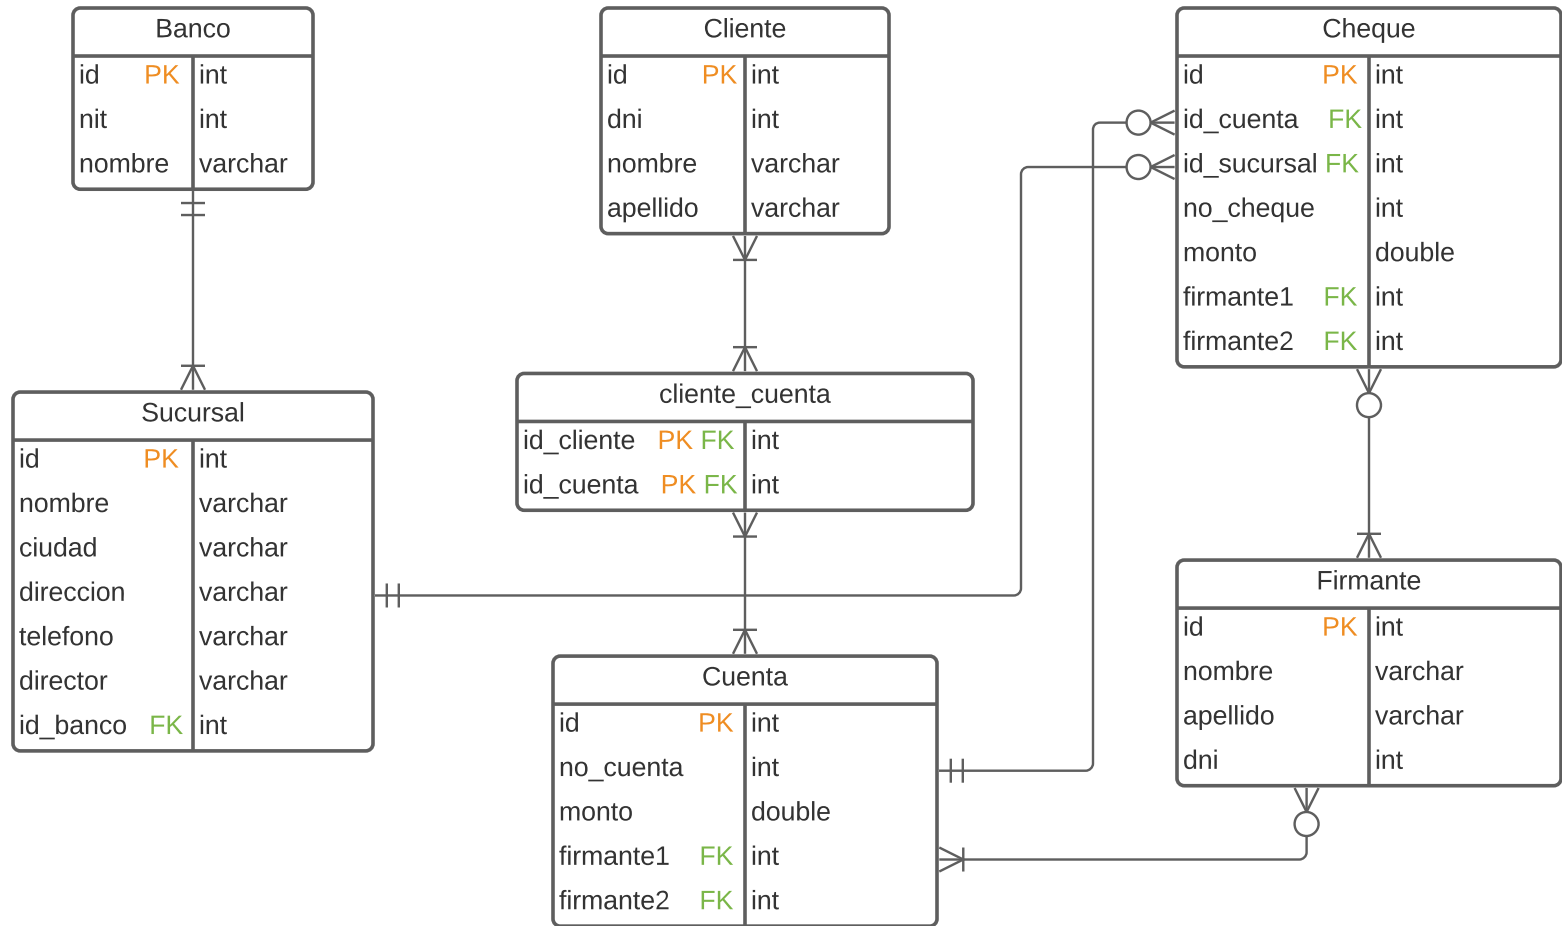 Banco
id PK int
nit int
nombre varchar
Cliente
id PK int
dni int
nombre varchar
apellido varchar
Cheque
id PK int
id_cuenta FK int
id_sucursal FK int
no_cheque int
monto double
firmante1 FK int
firmante2 FK int
Sucursal
id PK int
nombre varchar
ciudad varchar
direccion varchar
telefono varchar
director varchar
id_banco FK int
cliente_cuenta
id_cliente PK FK int
id_cuenta PK FK int
Cuenta
id PK int
no_cuenta int
monto double
firmante1 FK int
firmante2 FK int
Firmante
id PK int
nombre varchar
apellido varchar
dni int